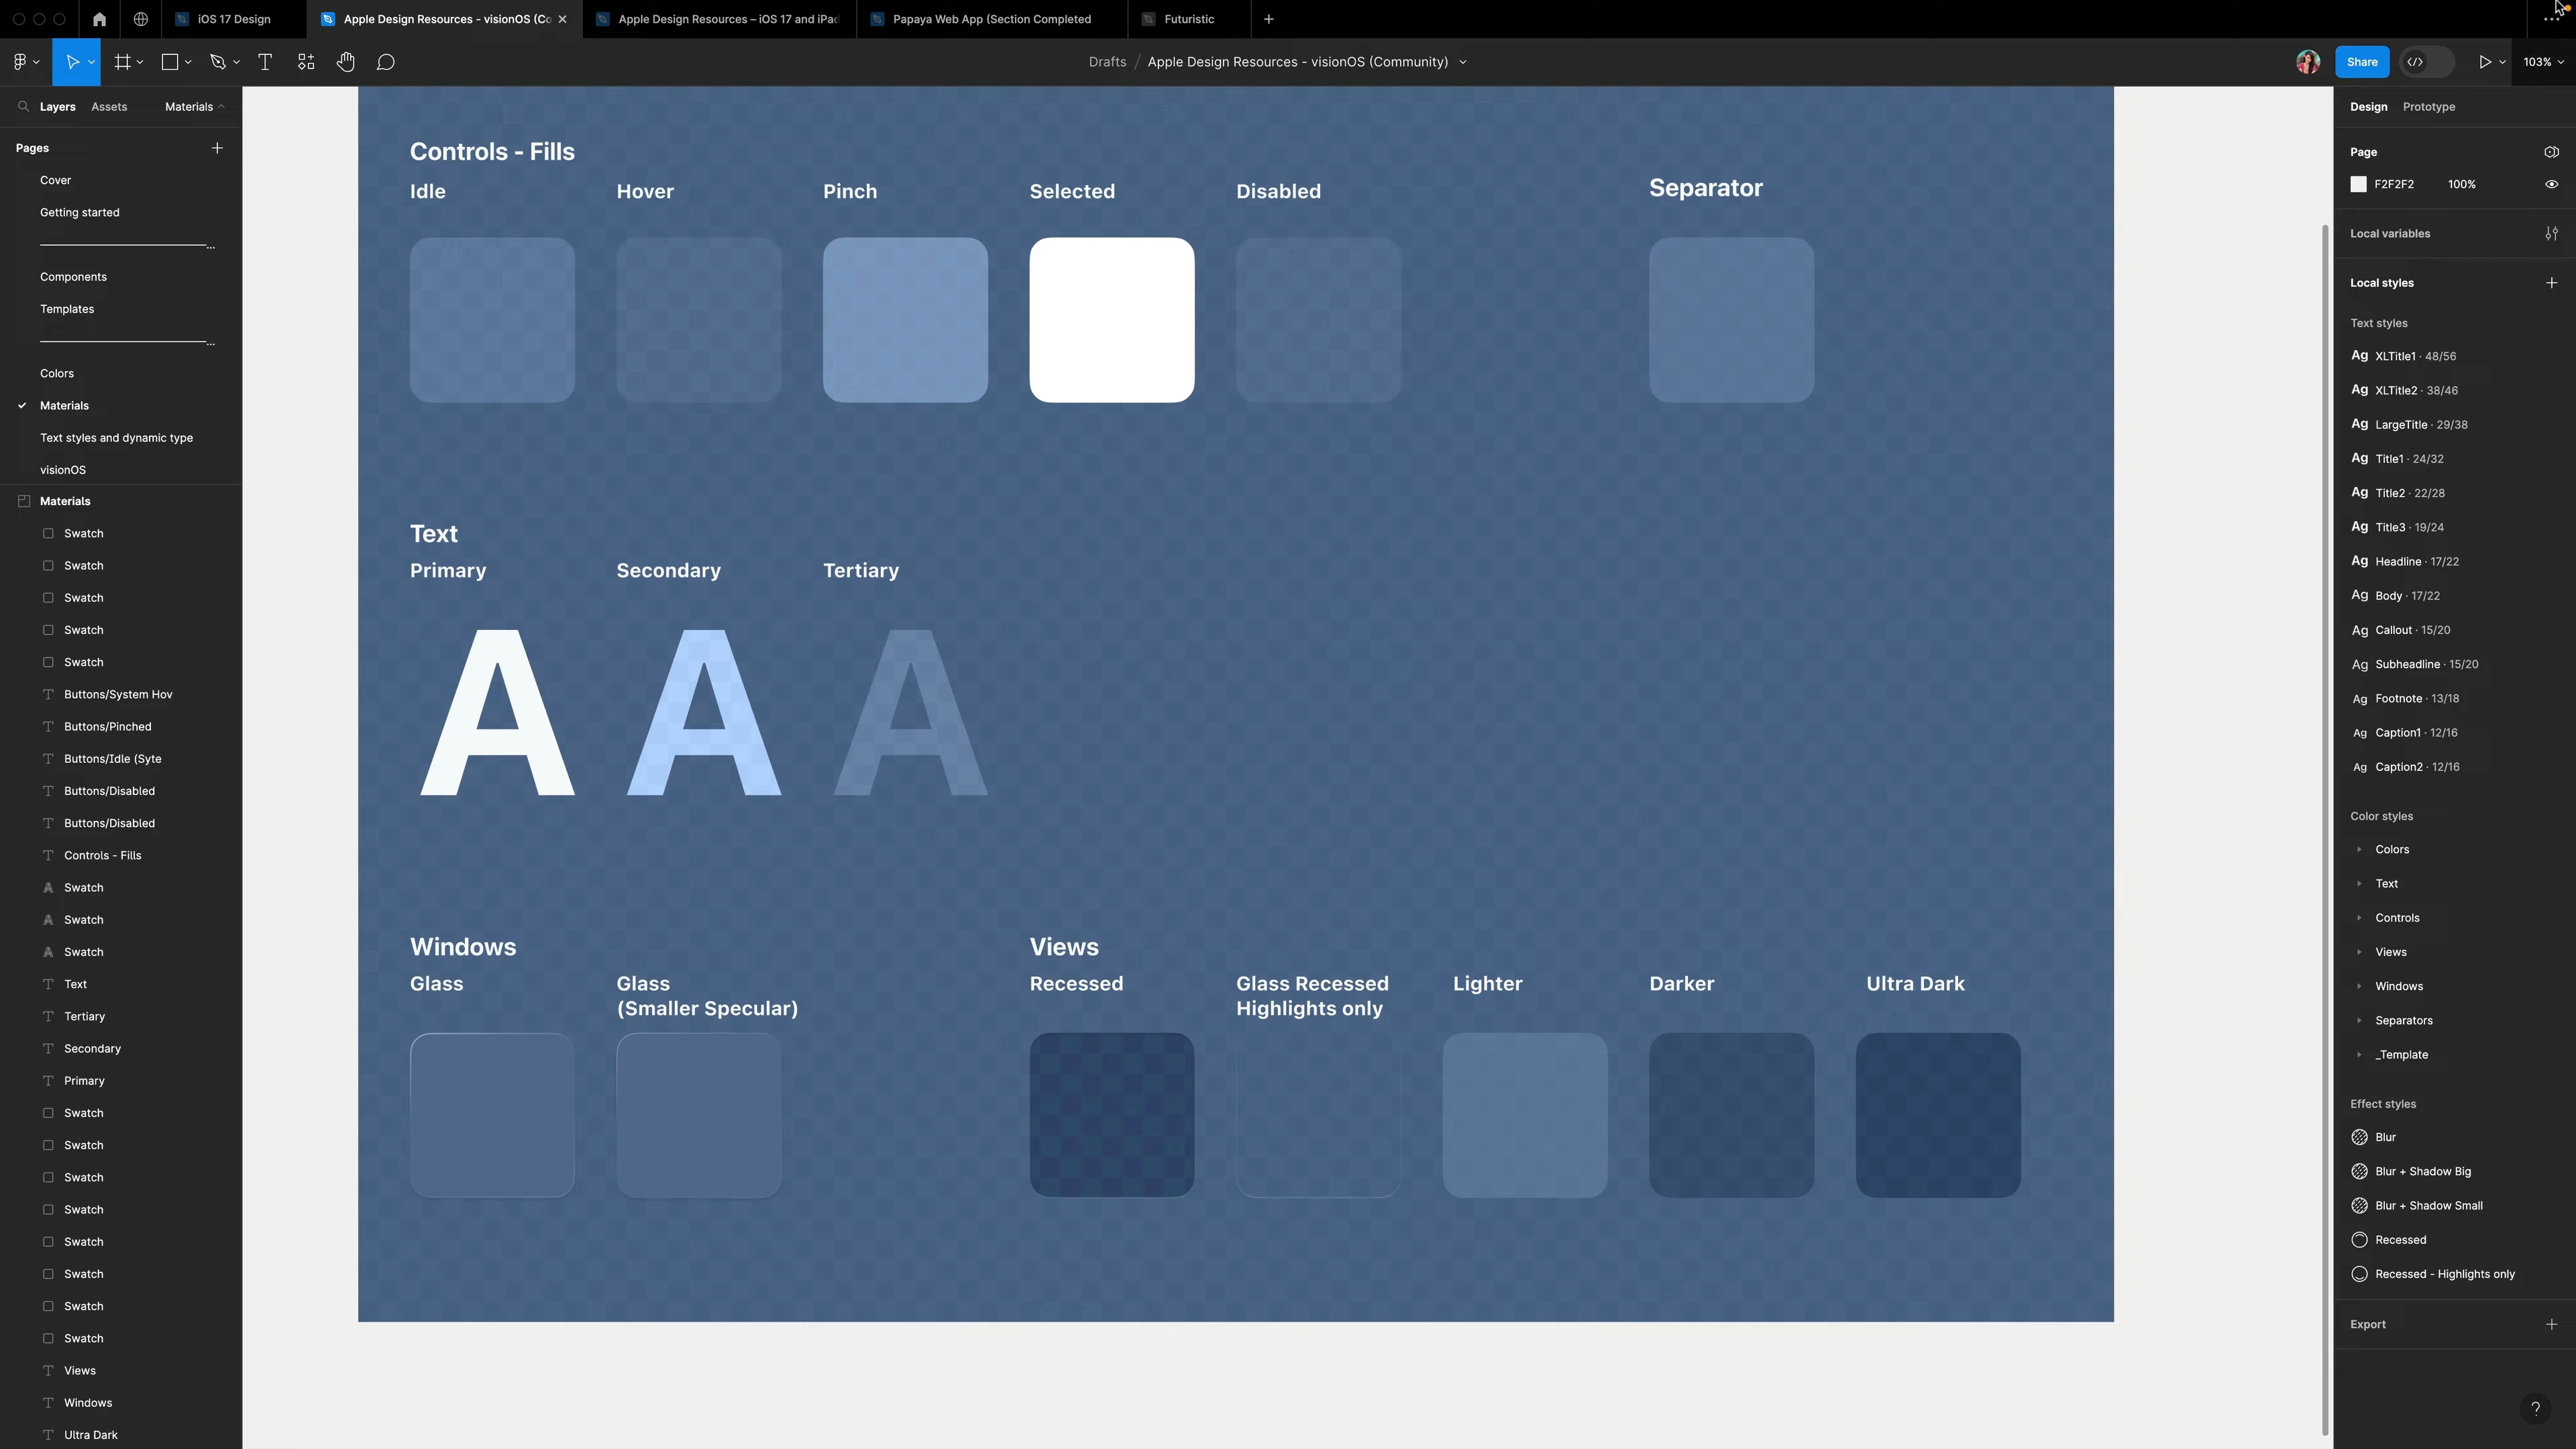 iOS 17 Design
Apple Design Resources - visionOS (Co
Apple Design Resources – iOS 17 and iPad
Papaya Web App (Section Completed
Futuristic
Drafts / Apple Design Resources - visionOS (Community)
Share
103%
Layers
Assets
Materials
Pages
Cover
Getting started
Components
Templates
Colors
Materials
Text styles and dynamic type
visionOS
Materials
Swatch
Swatch
Swatch
Swatch
Swatch
Buttons/System Hov
Buttons/Pinched
Buttons/Idle (Syte
Buttons/Disabled
Buttons/Disabled
Controls - Fills
Swatch
Swatch
Swatch
Text
Tertiary
Secondary
Primary
Swatch
Swatch
Swatch
Swatch
Swatch
Swatch
Swatch
Swatch
Views
Windows
Ultra Dark
Controls - Fills
Idle
Hover
Pinch
Selected
Disabled
Separator
Text
Primary
Secondary
Tertiary
A
A
A
Windows
Glass
Glass
(Smaller Specular)
Views
Recessed
Glass Recessed
Highlights only
Lighter
Darker
Ultra Dark
Design
Prototype
Page
F2F2F2 100%
Local variables
Local styles
Text styles
Ag XLTitle1 · 48/56
Ag XLTitle2 · 38/46
Ag LargeTitle · 29/38
Ag Title1 · 24/32
Ag Title2 · 22/28
Ag Title3 · 19/24
Ag Headline · 17/22
Ag Body · 17/22
Ag Callout · 15/20
Ag Subheadline · 15/20
Ag Footnote · 13/18
Ag Caption1 · 12/16
Ag Caption2 · 12/16
Color styles
Colors
Text
Controls
Views
Windows
Separators
_Template
Effect styles
Blur
Blur + Shadow Big
Blur + Shadow Small
Recessed
Recessed - Highlights only
Export
?